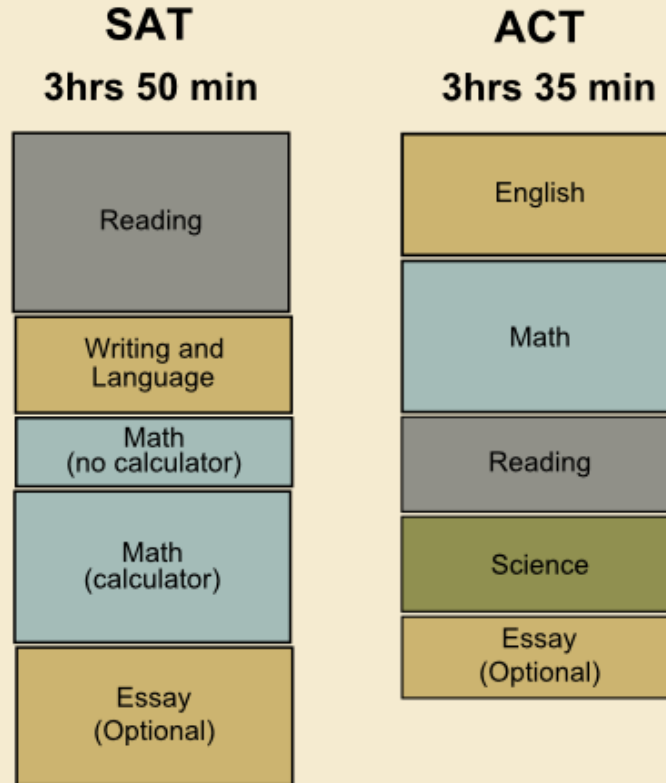 SAT
3hrs 50 min
Reading
Writing and
Language
Math
(no calculator)
Math
(calculator)
Essay
(Optional)
ACT
3hrs 35 min
English
Math
Reading
Science
Essay
(Optional)